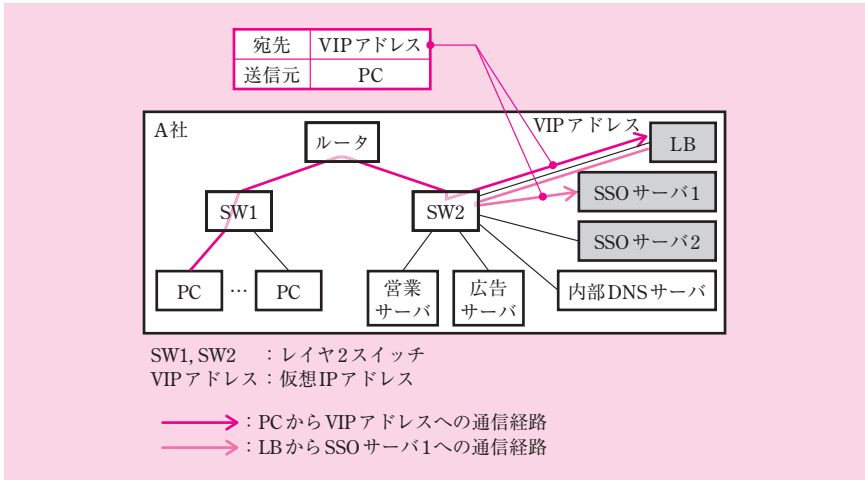 宛先 VIPアドレス
送信元 PC
A社
VIPアドレス
ルータ
LB
SSOサーバ1
SW1
SW2
SSOサーバ2
PC … PC
営業
サーバ
広告
サーバ
内部DNSサーバ
SW1, SW2 ：レイヤ2スイッチ
VIPアドレス：仮想IPアドレス
：PCからVIPアドレスへの通信経路
：LBからSSOサーバ1への通信経路